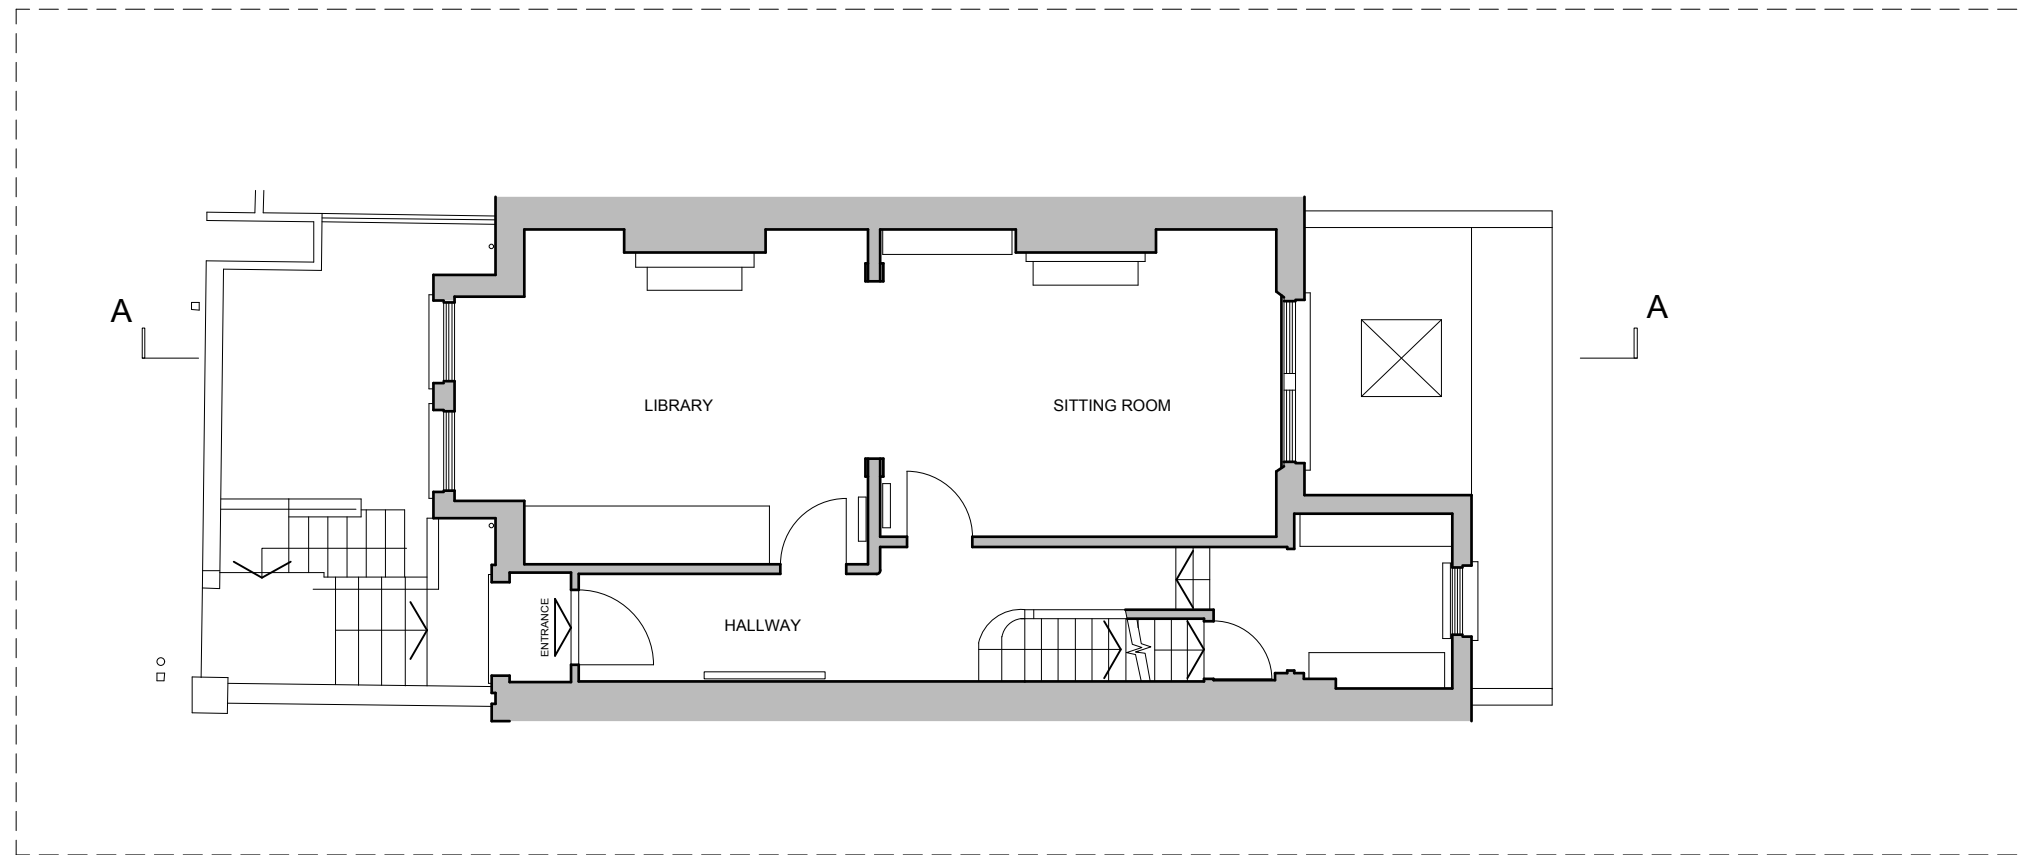 A
A
LIBRARY
SITTING ROOM
ENTRANCE
HALLWAY